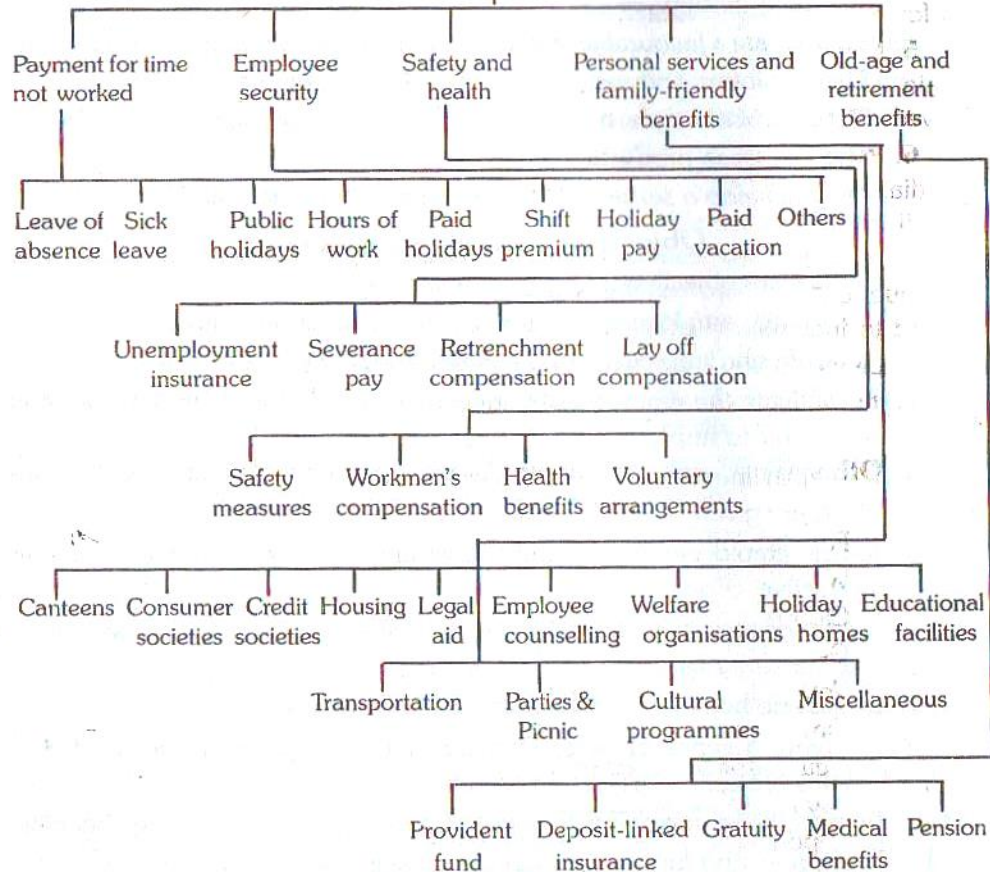 Payment for time not worked
Employee security
Safety and health
Personal services and family-friendly benefits
Old-age and retirement benefits
Leave of absence
Sick leave
Public holidays
Hours of work
Paid holidays
Shift premium
Holiday pay
Paid vacation
Others
Unemployment insurance
Severance pay
Retrenchment compensation
Lay off compensation
Safety measures
Workmen's compensation
Health benefits
Voluntary arrangements
Canteens
Consumer societies
Credit societies
Housing
Legal aid
Employee counselling
Welfare organisations
Holiday homes
Educational facilities
Transportation
Parties & Picnic
Cultural programmes
Miscellaneous
Provident fund
Deposit-linked insurance
Gratuity
Medical benefits
Pension